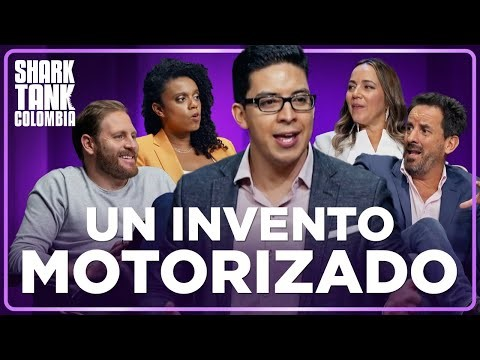 SHARK
TANK
COLOMBIA
UN INVENTO
MOTORIZADO